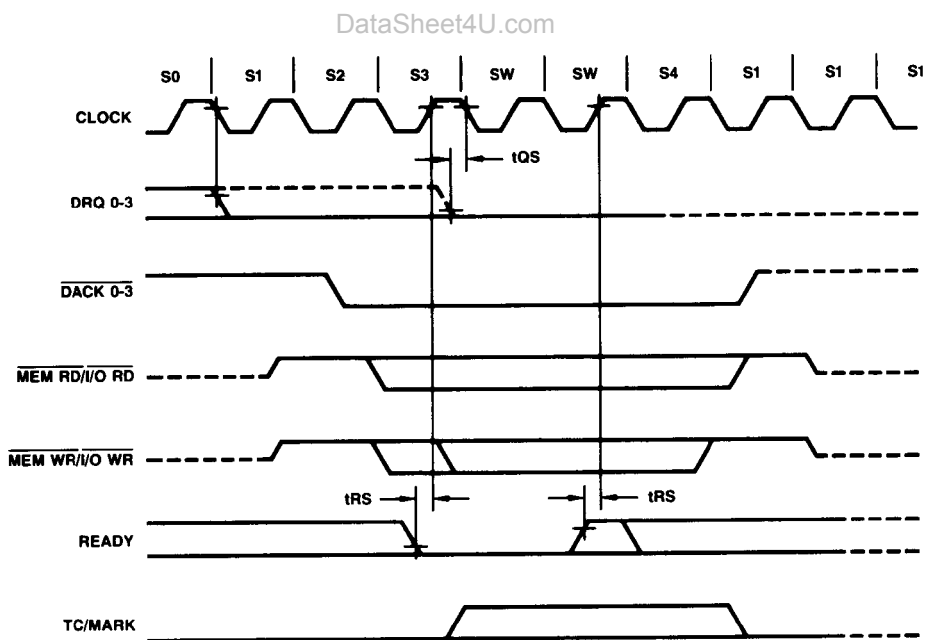 DataSheet4U.com
S0 S1 S2 S3 SW SW S4 S1 S1 S1
CLOCK
tQS
DRQ 0-3
DACK 0-3
MEM RD/I/O RD
MEM WR/I/O WR
tRS tRS
READY
TC/MARK